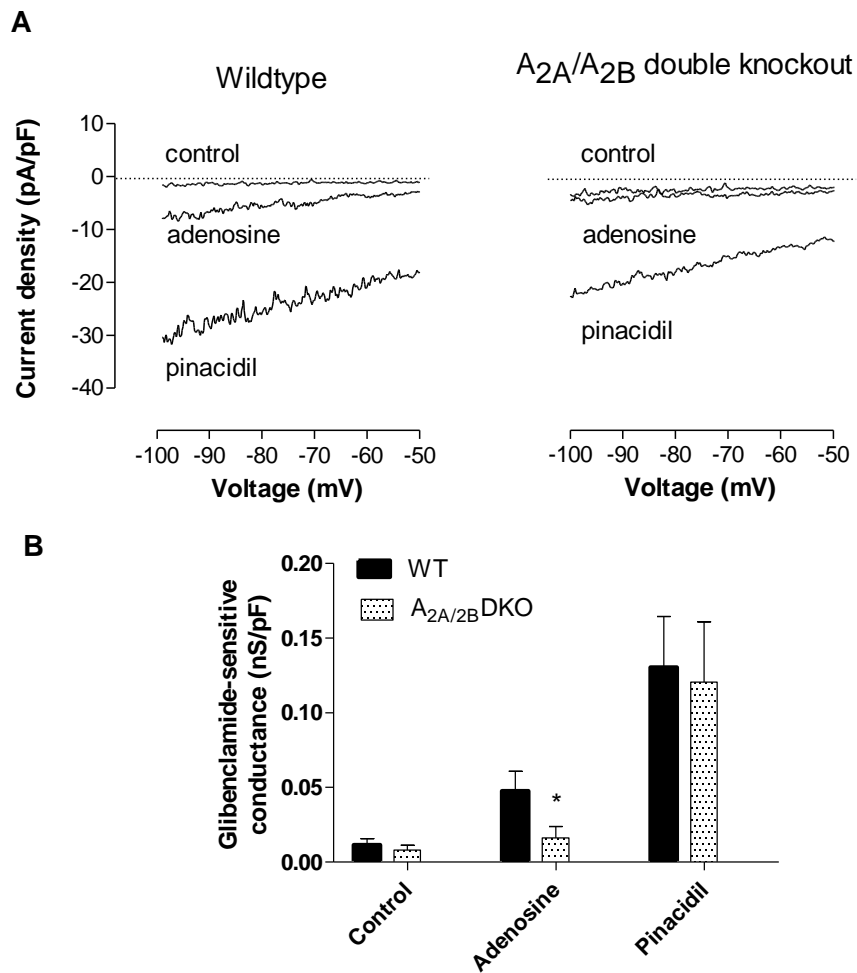 A
Wildtype
A2A/A2B double knockout
Current density (pA/pF)
10
0
-10
-20
-30
-40
control
adenosine
pinacidil
control
adenosine
pinacidil
-100 -90 -80 -70 -60 -50
Voltage (mV)
-100 -90 -80 -70 -60 -50
Voltage (mV)
B
Glibenclamide-sensitive
conductance (nS/pF)
0.20
0.15
0.10
0.05
0.00
WT
A2A/2BDKO
*
Control
Adenosine
Pinacidil